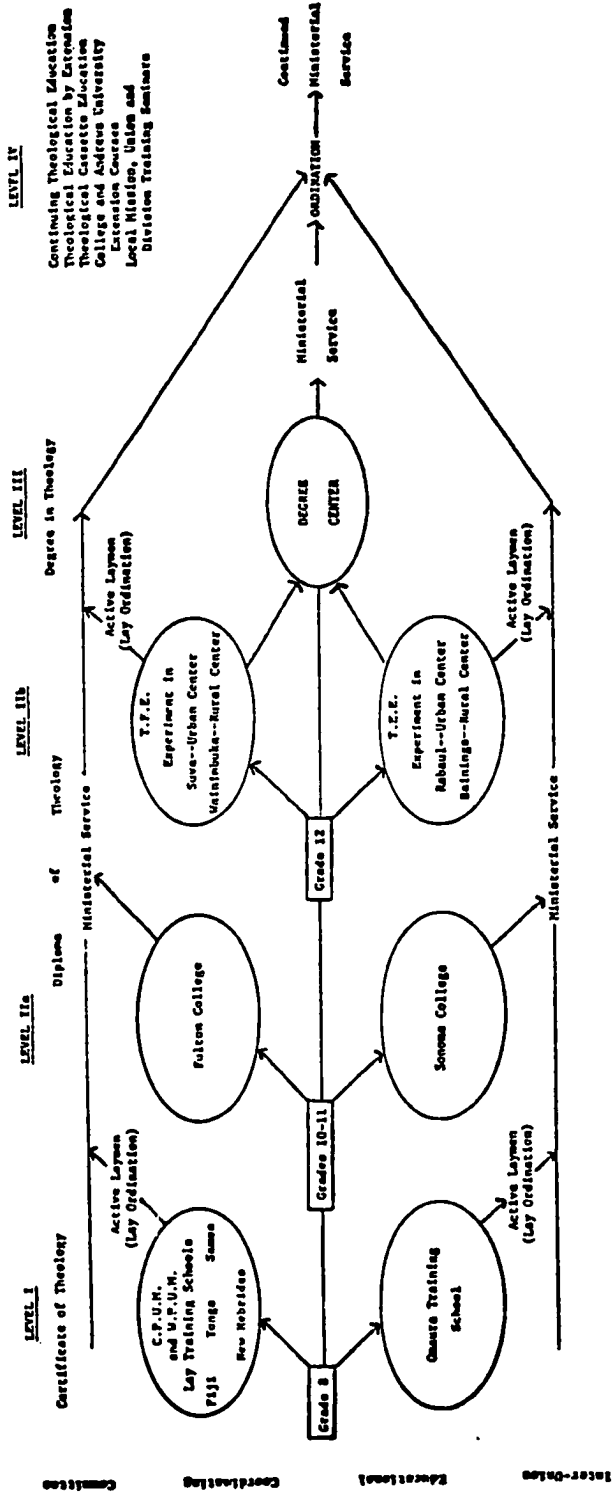 LEVEL I
Certificate of Theology
LEVEL IIa
Diploma of Theology
LEVEL IIb
LEVEL III
Degree in Theology
LEVEL IV
Continuing Theological Education
Theological Education by Extension
Theological Cassette Education
College and Andrews University
Extension Courses
Local Mission, Union and
Division Training Seminars
Ministerial Service
Active Laymen
(Lay Ordination)
Active Laymen
(Lay Ordination)
C.P.U.M.
and W.P.U.M.
Lay Training Schools
Fiji Tonga Samoa
New Hebrides
Fulton College
T.E.E.
Experiment in
Suva--Urban Center
Wainibuka--Rural Center
Grade 8
Grades 10-11
Grade 12
DEGREE
CENTER
Ministerial
Service
ORDINATION
Continued
Ministerial
Service
Omaura Training
School
Sonoma College
T.E.E.
Experiment in
Rabaul--Urban Center
Bainings--Rural Center
Active Laymen
(Lay Ordination)
Active Laymen
(Lay Ordination)
Ministerial Service
Inter-Union
Educational
Coordinating
Committee